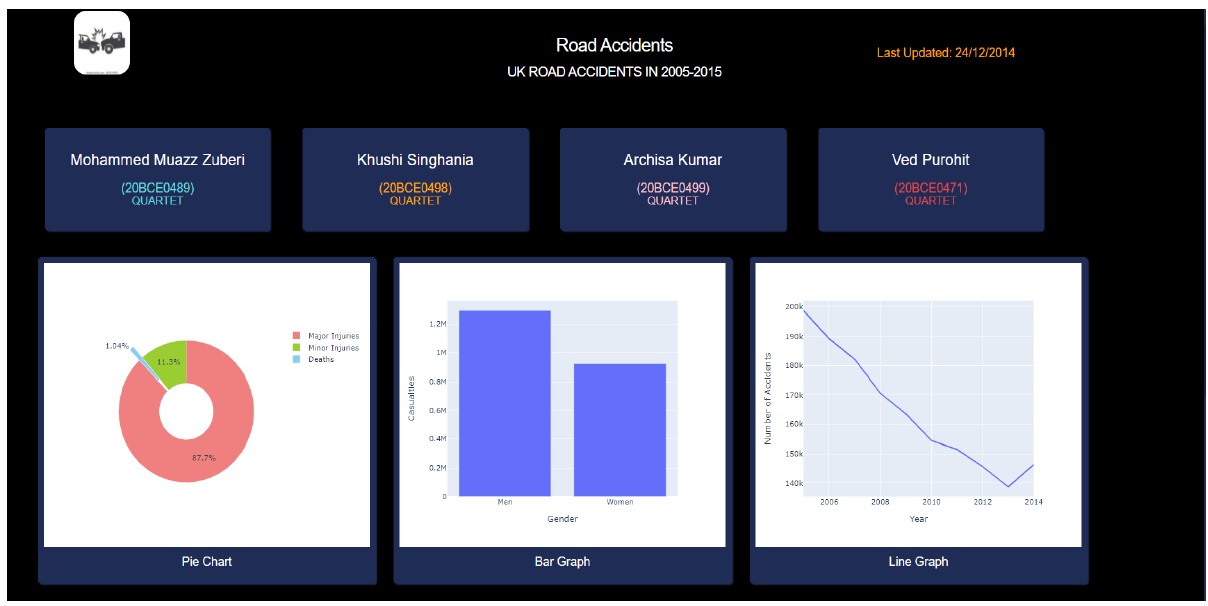 Road Accidents
UK ROAD ACCIDENTS IN 2005-2015
Last Updated: 24/12/2014
Mohammed Muazz Zuberi
(20BCE0489)
QUARTET
Khushi Singhania
(20BCE0498)
QUARTET
Archisa Kumar
(20BCE0499)
QUARTET
Ved Purohit
(20BCE0471)
QUARTET
1.04%
11.3%
87.7%
Major Injuries
Minor Injuries
Deaths
Pie Chart
Casualties
1.2M
1M
0.8M
0.6M
0.4M
0.2M
0
Men
Women
Gender
Bar Graph
Number of Accidents
200k
190k
180k
170k
160k
150k
140k
2006
2008
2010
2012
2014
Year
Line Graph